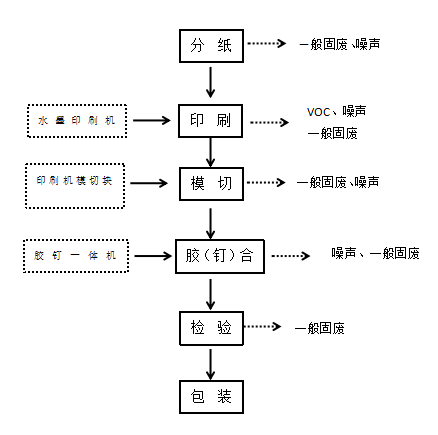 分 纸
一般固废、噪声
水 墨 印 刷 机
印 刷
VOC、噪声
一般固废
印 刷 机 模 切 块
模 切
一般固废、噪声
胶 钉 一 体 机
胶（钉）合
噪声、一般固废
检 验
一般固废
包 装